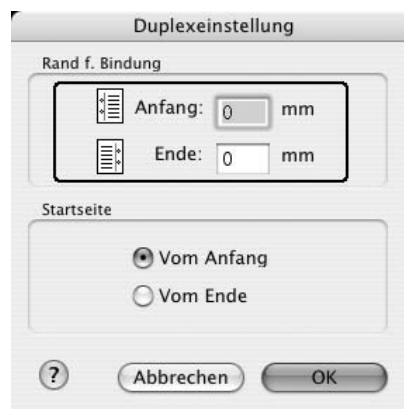 Duplexeinstellung
Rand f. Bindung
Anfang: 0 mm
Ende: 0 mm
Startseite
Vom Anfang
Vom Ende
? Abbrechen OK